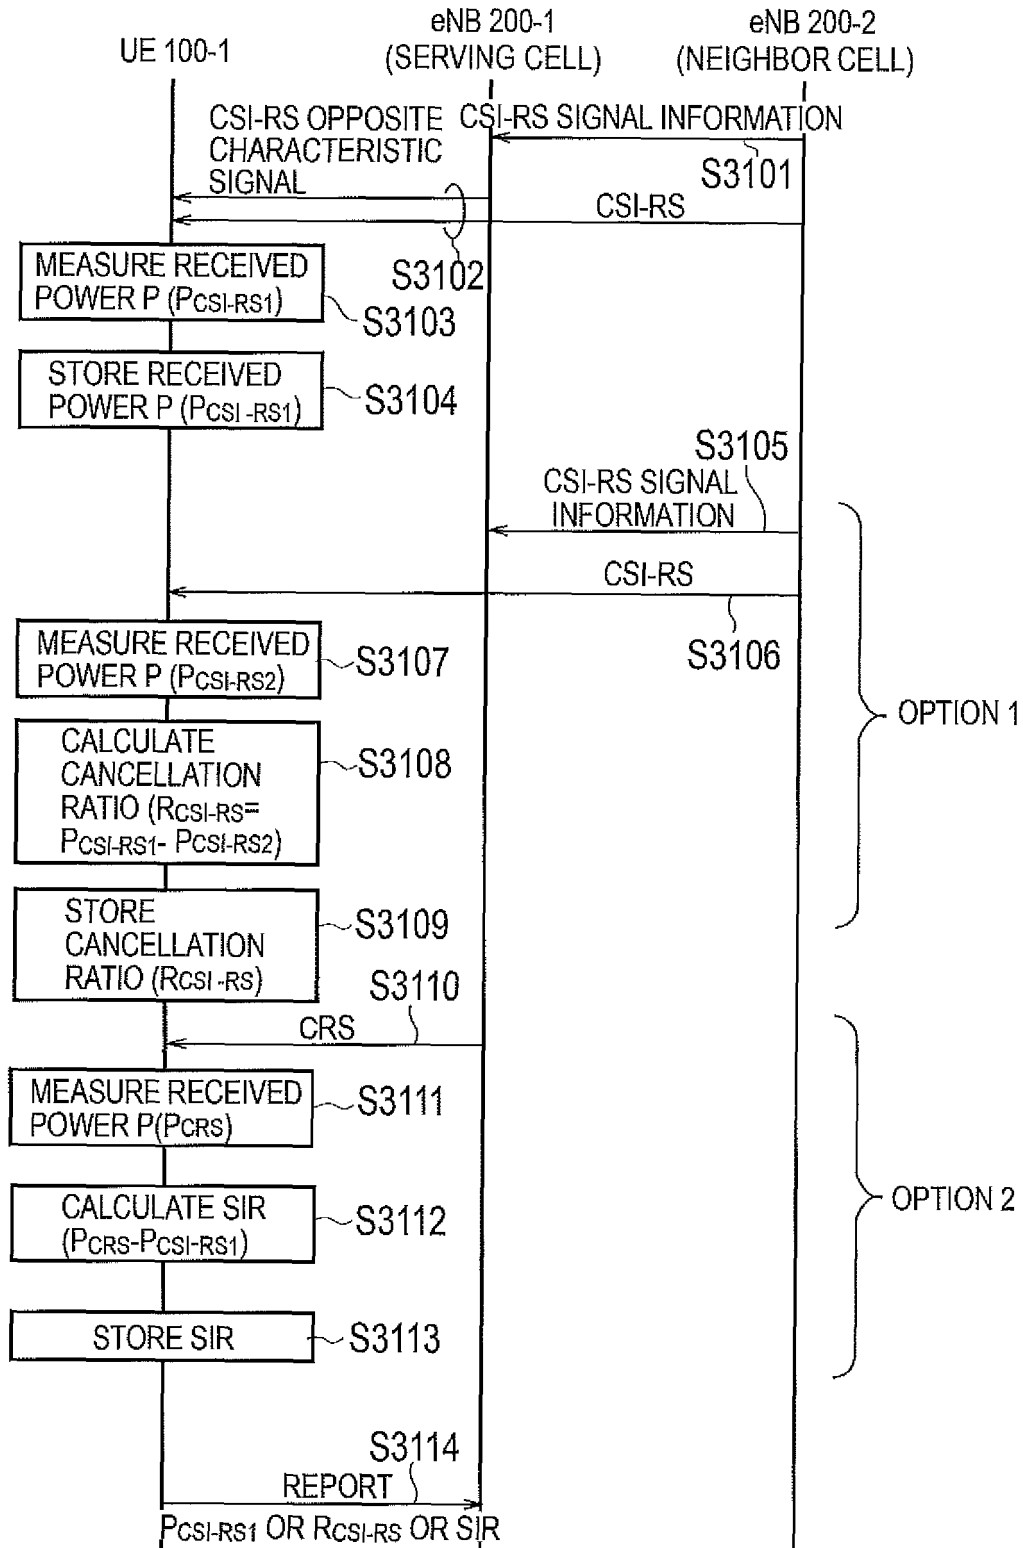 UE 100-1
eNB 200-1
(SERVING CELL)
eNB 200-2
(NEIGHBOR CELL)
CSI-RS SIGNAL INFORMATION
S3101
CSI-RS OPPOSITE
CHARACTERISTIC
SIGNAL
CSI-RS
S3102
MEASURE RECEIVED
POWER P (PCSI-RS1)
S3103
STORE RECEIVED
POWER P (PCSI-RS1)
S3104
S3105
CSI-RS SIGNAL
INFORMATION
CSI-RS
S3106
MEASURE RECEIVED
POWER P (PCSI-RS2)
S3107
CALCULATE
CANCELLATION
RATIO (RCSI-RS=
PCSI-RS1- PCSI-RS2)
S3108
OPTION 1
STORE
CANCELLATION
RATIO (RCSI-RS)
S3109
S3110
CRS
MEASURE RECEIVED
POWER P(PCRS)
S3111
CALCULATE SIR
(PCRS-PCSI-RS1)
S3112
OPTION 2
STORE SIR
S3113
S3114
REPORT
PCSI-RS1 OR RCSI-RS OR SIR